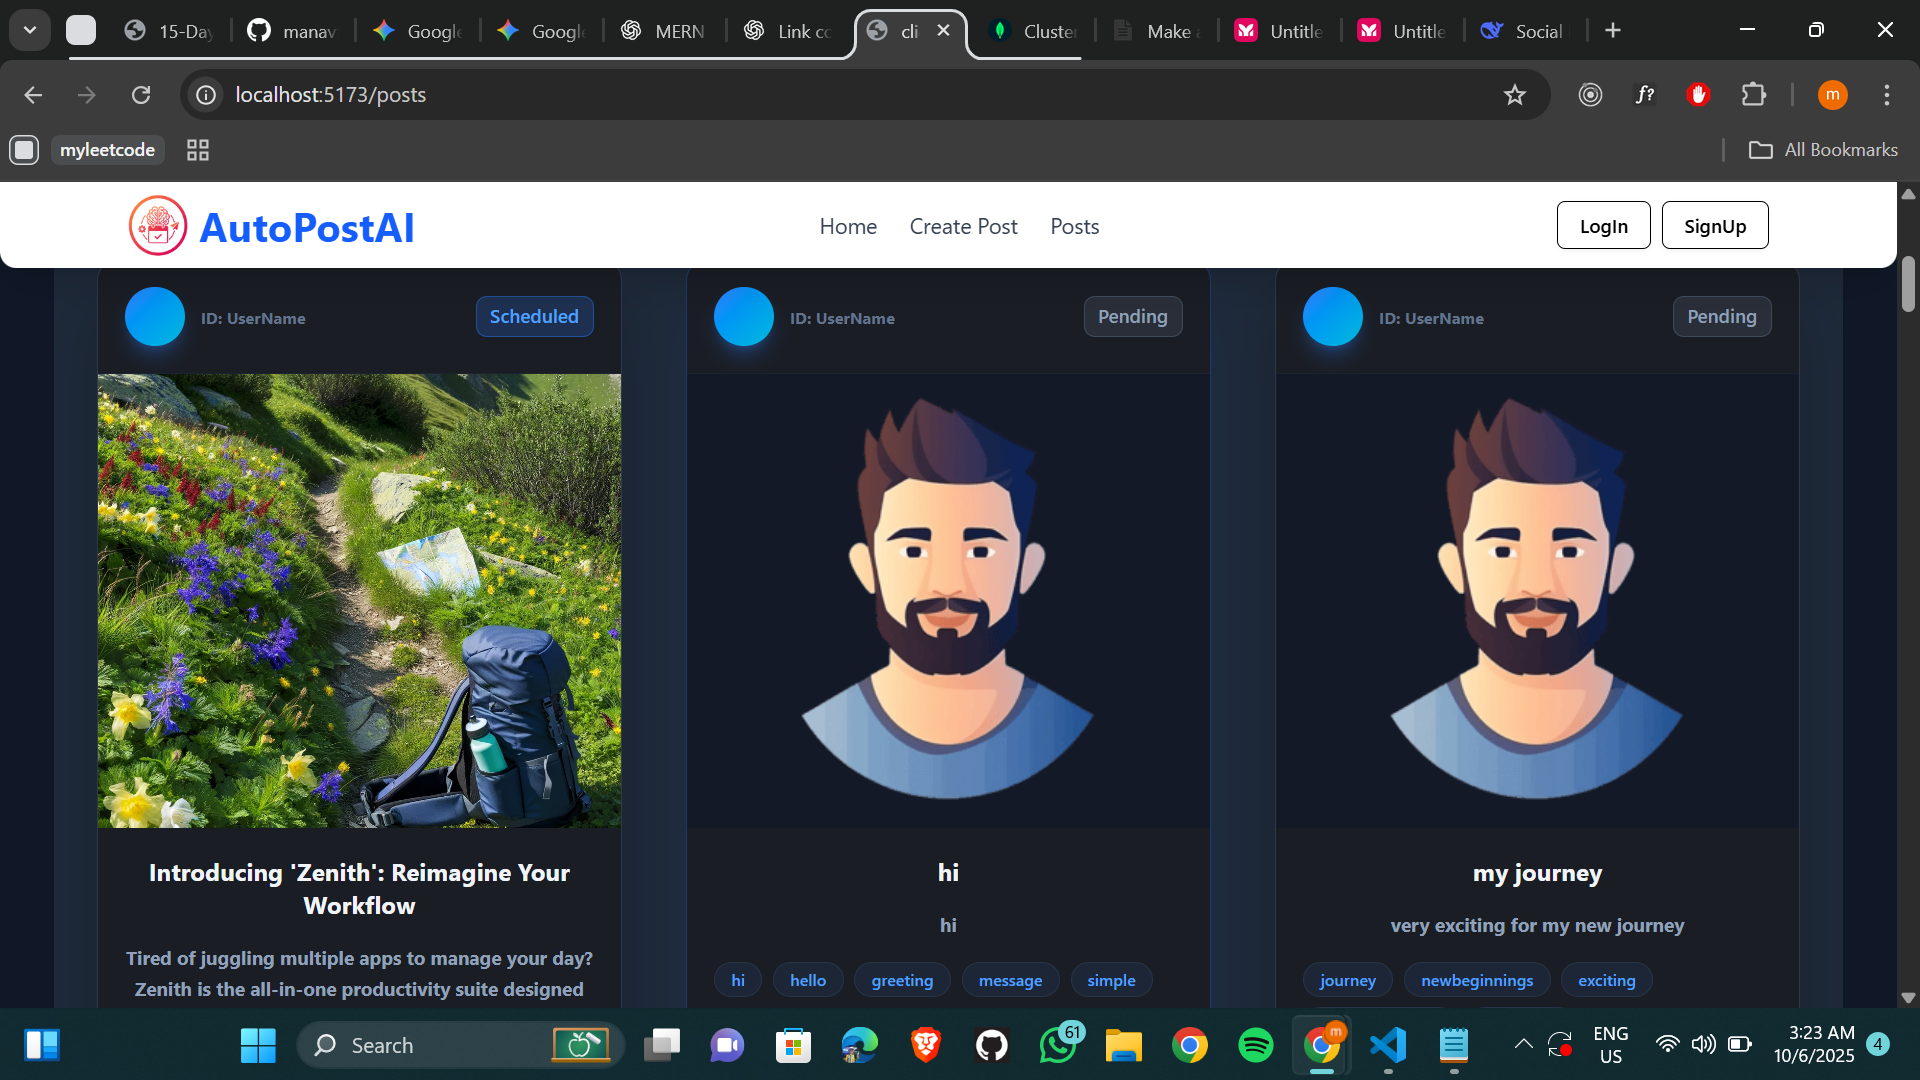 15-Day
manav
Google
Google
MERN
Link co
cli
Cluster
Make a
Untitle
Untitle
Social
localhost:5173/posts
f?
m
myleetcode
All Bookmarks
AutoPostAI
Home
Create Post
Posts
LogIn
SignUp
ID: UserName
Scheduled
ID: UserName
Pending
ID: UserName
Pending
Introducing 'Zenith': Reimagine Your
Workflow
Tired of juggling multiple apps to manage your day?
Zenith is the all-in-one productivity suite designed
hi
hi
hi
hello
greeting
message
simple
my journey
very exciting for my new journey
journey
newbeginnings
exciting
Search
61
m
ENG
US
3:23 AM
10/6/2025
4